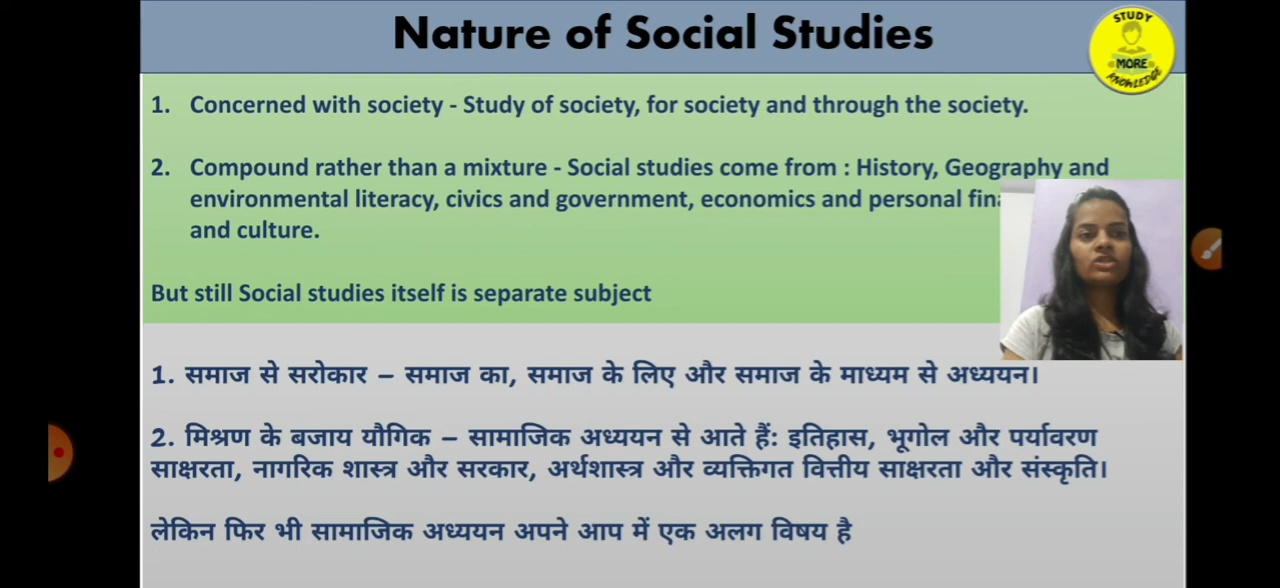 Nature of Social Studies
STUDY
MORE
KNOWLEDGE
1. Concerned with society - Study of society, for society and through the society.
2. Compound rather than a mixture - Social studies come from : History, Geography and
environmental literacy, civics and government, economics and personal
and culture.
But still Social studies itself is separate subject
1. समाज से सरोकार – समाज का, समाज के लिए और समाज के माध्यम से अध्ययन।
2. मिश्रण के बजाय यौगिक – सामाजिक अध्ययन से आते हैं: इतिहास, भूगोल और पर्यावरण
साक्षरता, नागरिक शास्त्र और सरकार, अर्थशास्त्र और व्यक्तिगत वित्तीय साक्षरता और संस्कृति।
लेकिन फिर भी सामाजिक अध्ययन अपने आप में एक अलग विषय है